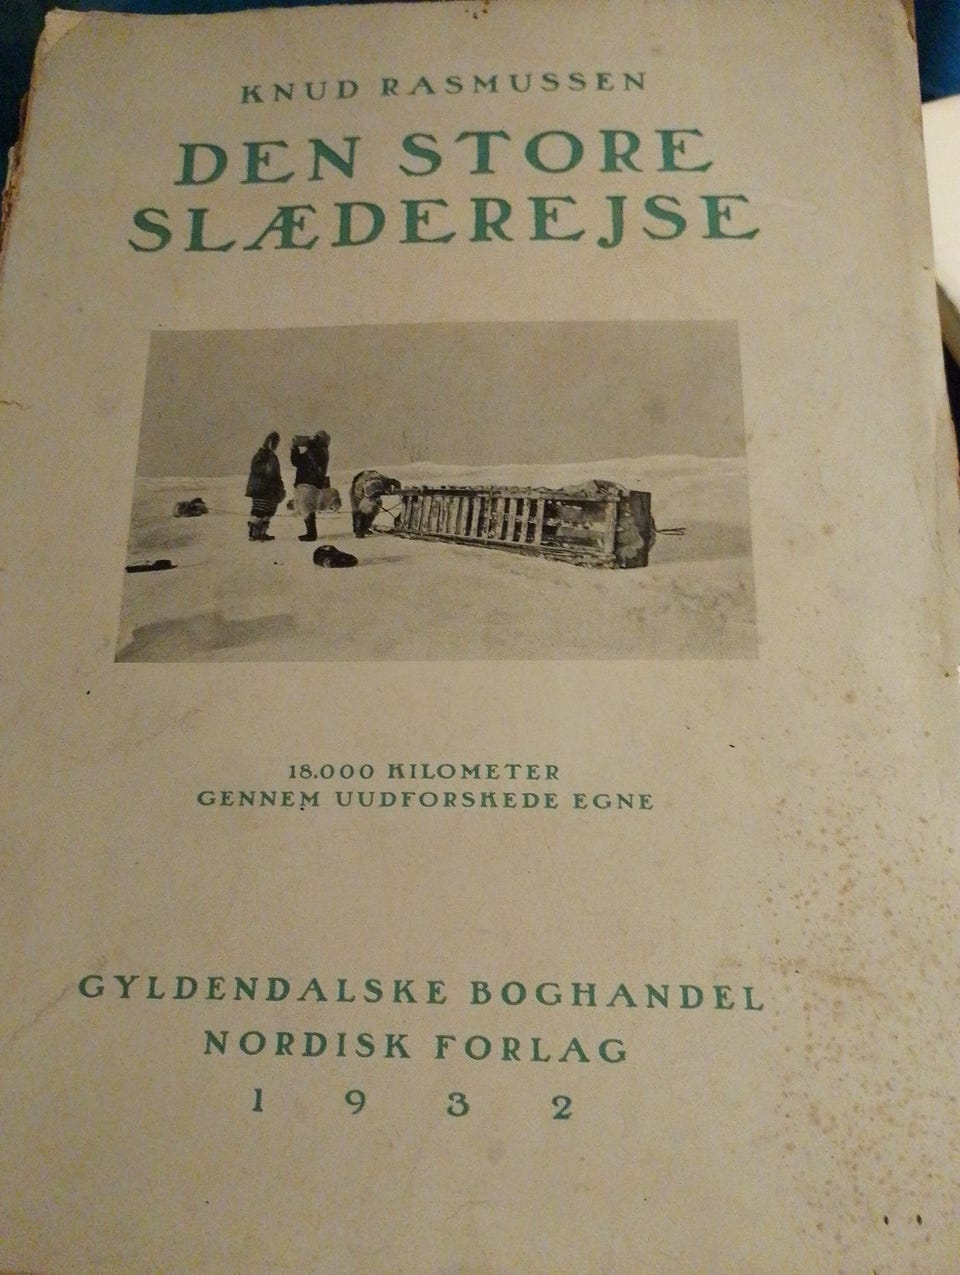 KNUD RASMUSSEN
DEN STORE
SLÆDEREJSE
18.000 KILOMETER
GENNEM UUDFORSKEDE EGNE
GYLDENDALSKE BOGHANDEL
NORDISK FORLAG
1 9 3 2